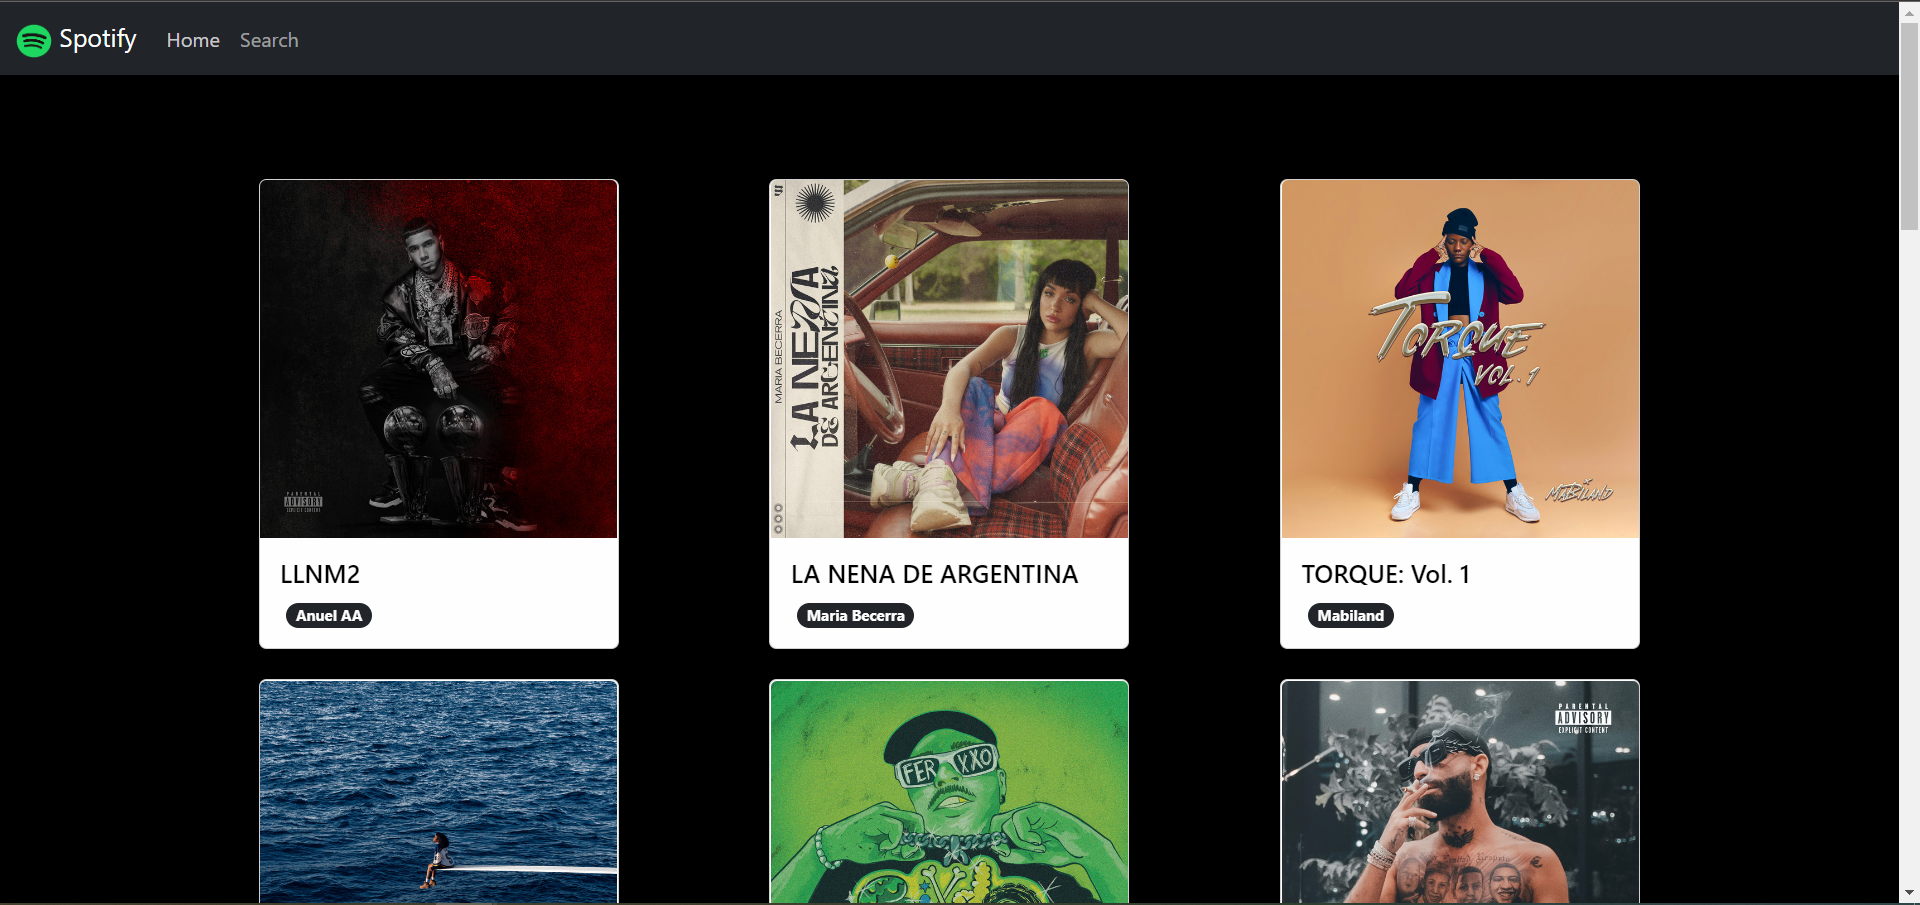 Spotify
Home
Search
PARENTAL
ADVISORY
EXPLICIT CONTENT
MARIA BECERRA
LA NENA
DE ARGENTINA
TORQUE
VOL. 1
MABILAND
LLNM2
Anuel AA
LA NENA DE ARGENTINA
Maria Becerra
TORQUE: Vol. 1
Mabiland
FER XXO
PARENTAL
ADVISORY
EXPLICIT CONTENT